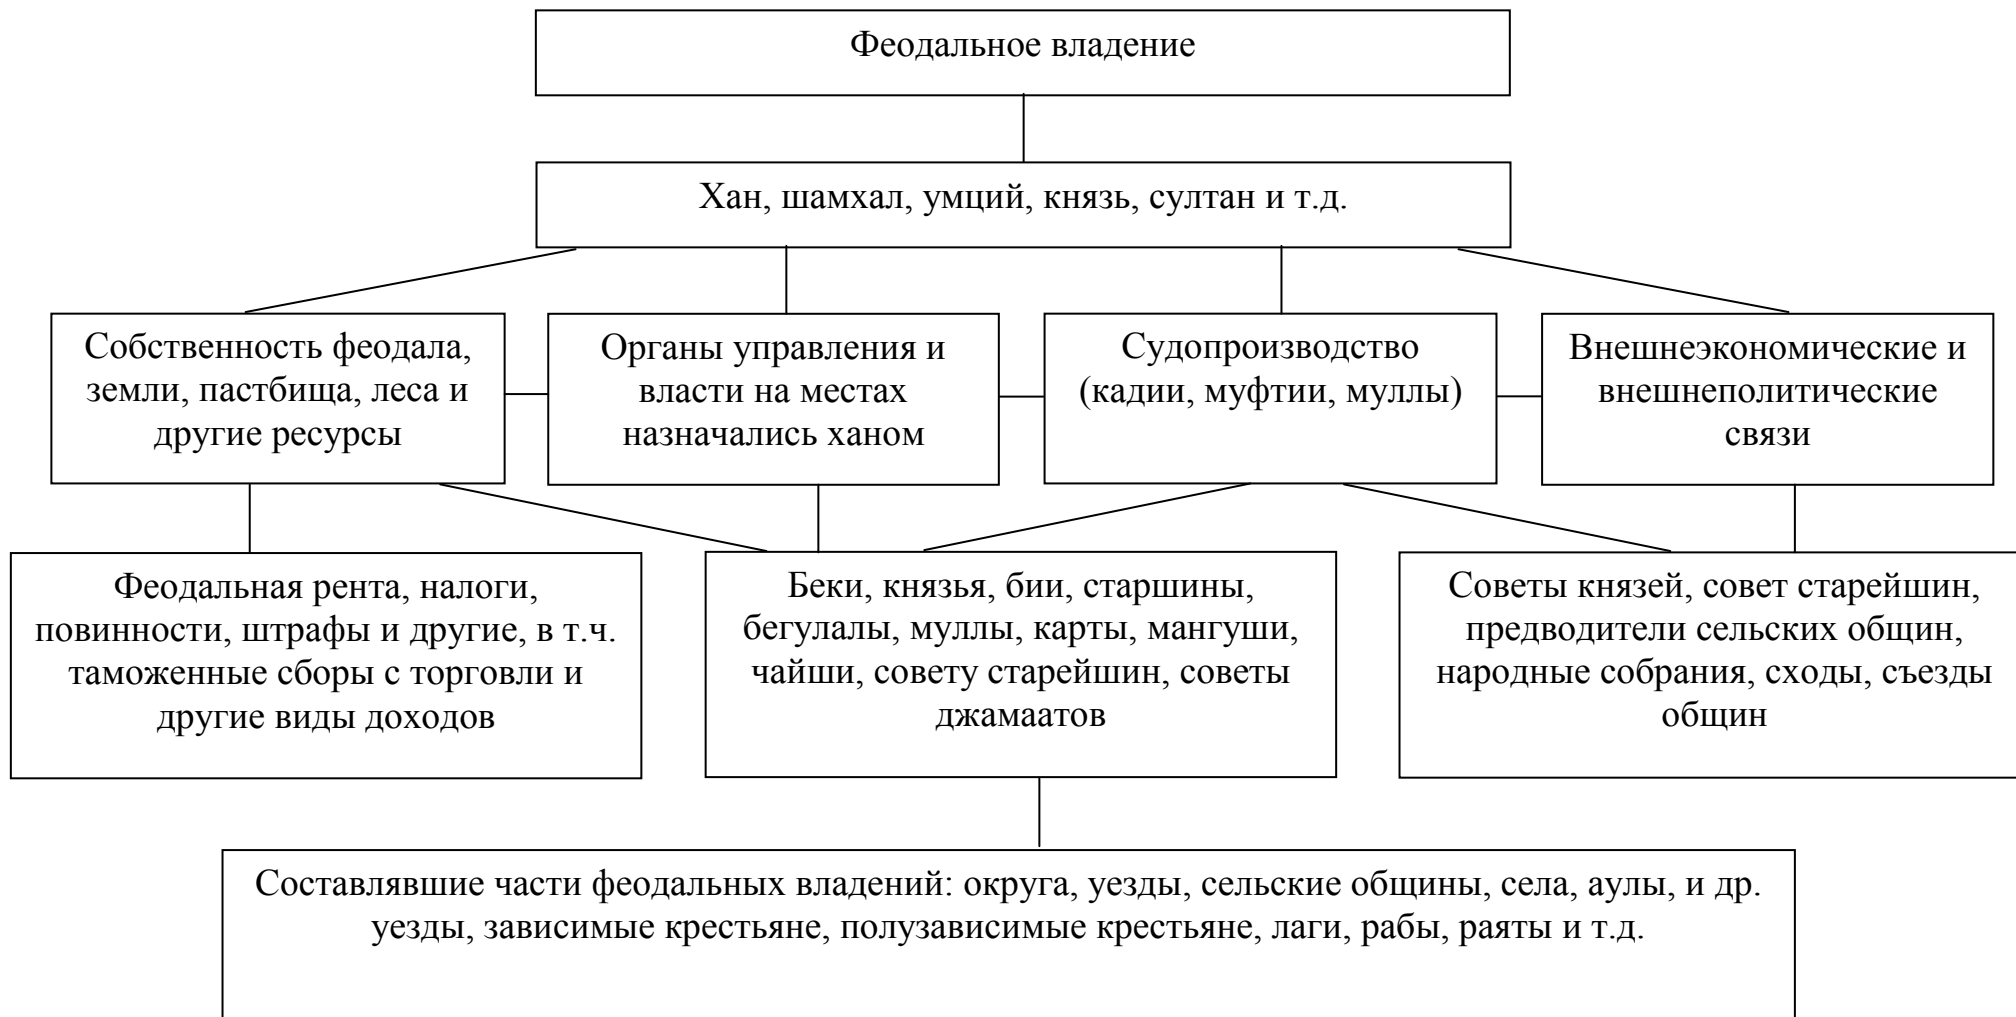 Феодальное владение
Хан, шамхал, умций, князь, султан и т.д.
Собственность феодала,
земли, пастбища, леса и
другие ресурсы
Органы управления и
власти на местах
назначались ханом
Судопроизводство
(кадии, муфтии, муллы)
Внешнеэкономические и
внешнеполитические
связи
Феодальная рента, налоги,
повинности, штрафы и другие, в т.ч.
таможенные сборы с торговли и
другие виды доходов
Беки, князья, бии, старшины,
бегулалы, муллы, карты, мангуши,
чайши, совету старейшин, советы
джамаатов
Советы князей, совет старейшин,
предводители сельских общин,
народные собрания, сходы, съезды
общин
Составлявшие части феодальных владений: округа, уезды, сельские общины, села, аулы, и др.
уезды, зависимые крестьяне, полузависимые крестьяне, лаги, рабы, раяты и т.д.